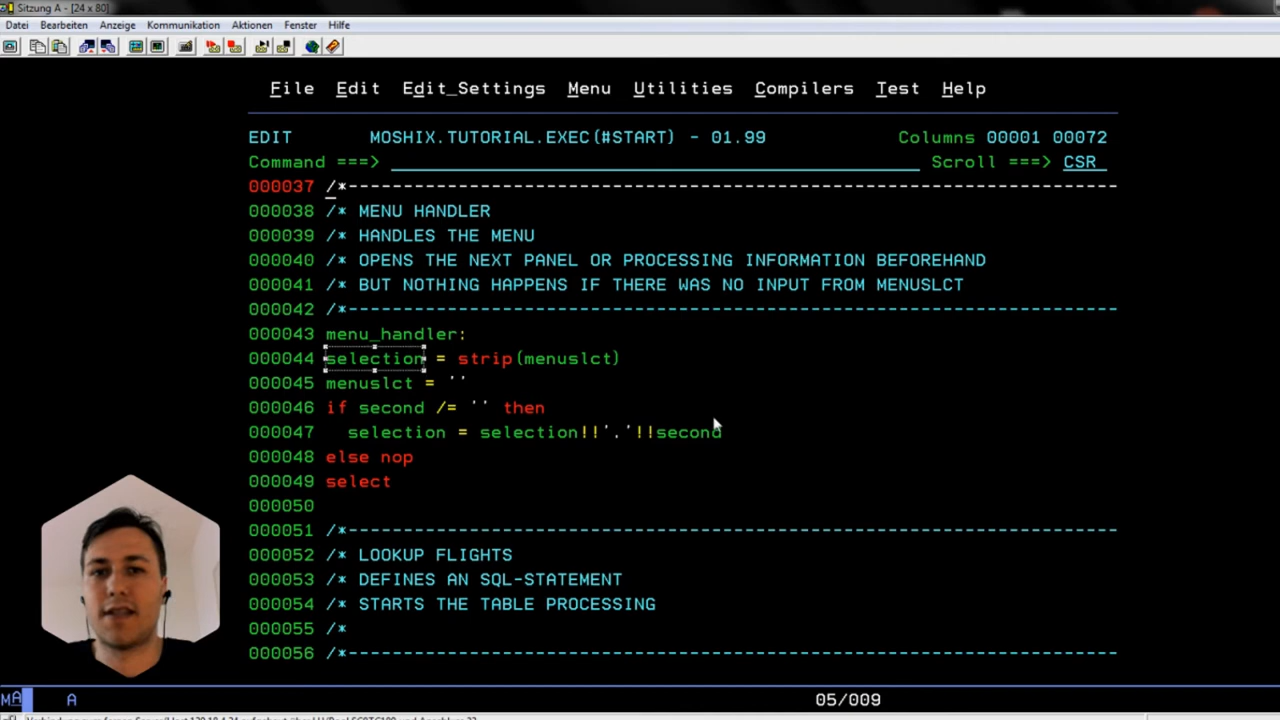 Sitzung A - [24 x 80]
Datei Bearbeiten Anzeige Kommunikation Aktionen Fenster Hilfe
File Edit Edit_Settings Menu Utilities Compilers Test Help
EDIT MOSHIX.TUTORIAL.EXEC(#START) - 01.99 Columns 00001 00072
Command ===> Scroll ===> CSR
000037 /*------------------------------------------------------------------------
000038 /* MENU HANDLER
000039 /* HANDLES THE MENU
000040 /* OPENS THE NEXT PANEL OR PROCESSING INFORMATION BEFOREHAND
000041 /* BUT NOTHING HAPPENS IF THERE WAS NO INPUT FROM MENUSLCT
000042 /*------------------------------------------------------------------------
000043 menu_handler:
000044 selection = strip(menuslct)
000045 menuslct = ''
000046 if second /= '' then
000047 selection = selection!!'.'!!second
000048 else nop
000049 select
000050
000051 /*------------------------------------------------------------------------
000052 /* LOOKUP FLIGHTS
000053 /* DEFINES AN SQL-STATEMENT
000054 /* STARTS THE TABLE PROCESSING
000055 /*
000056 /*------------------------------------------------------------------------
MA A 05/009